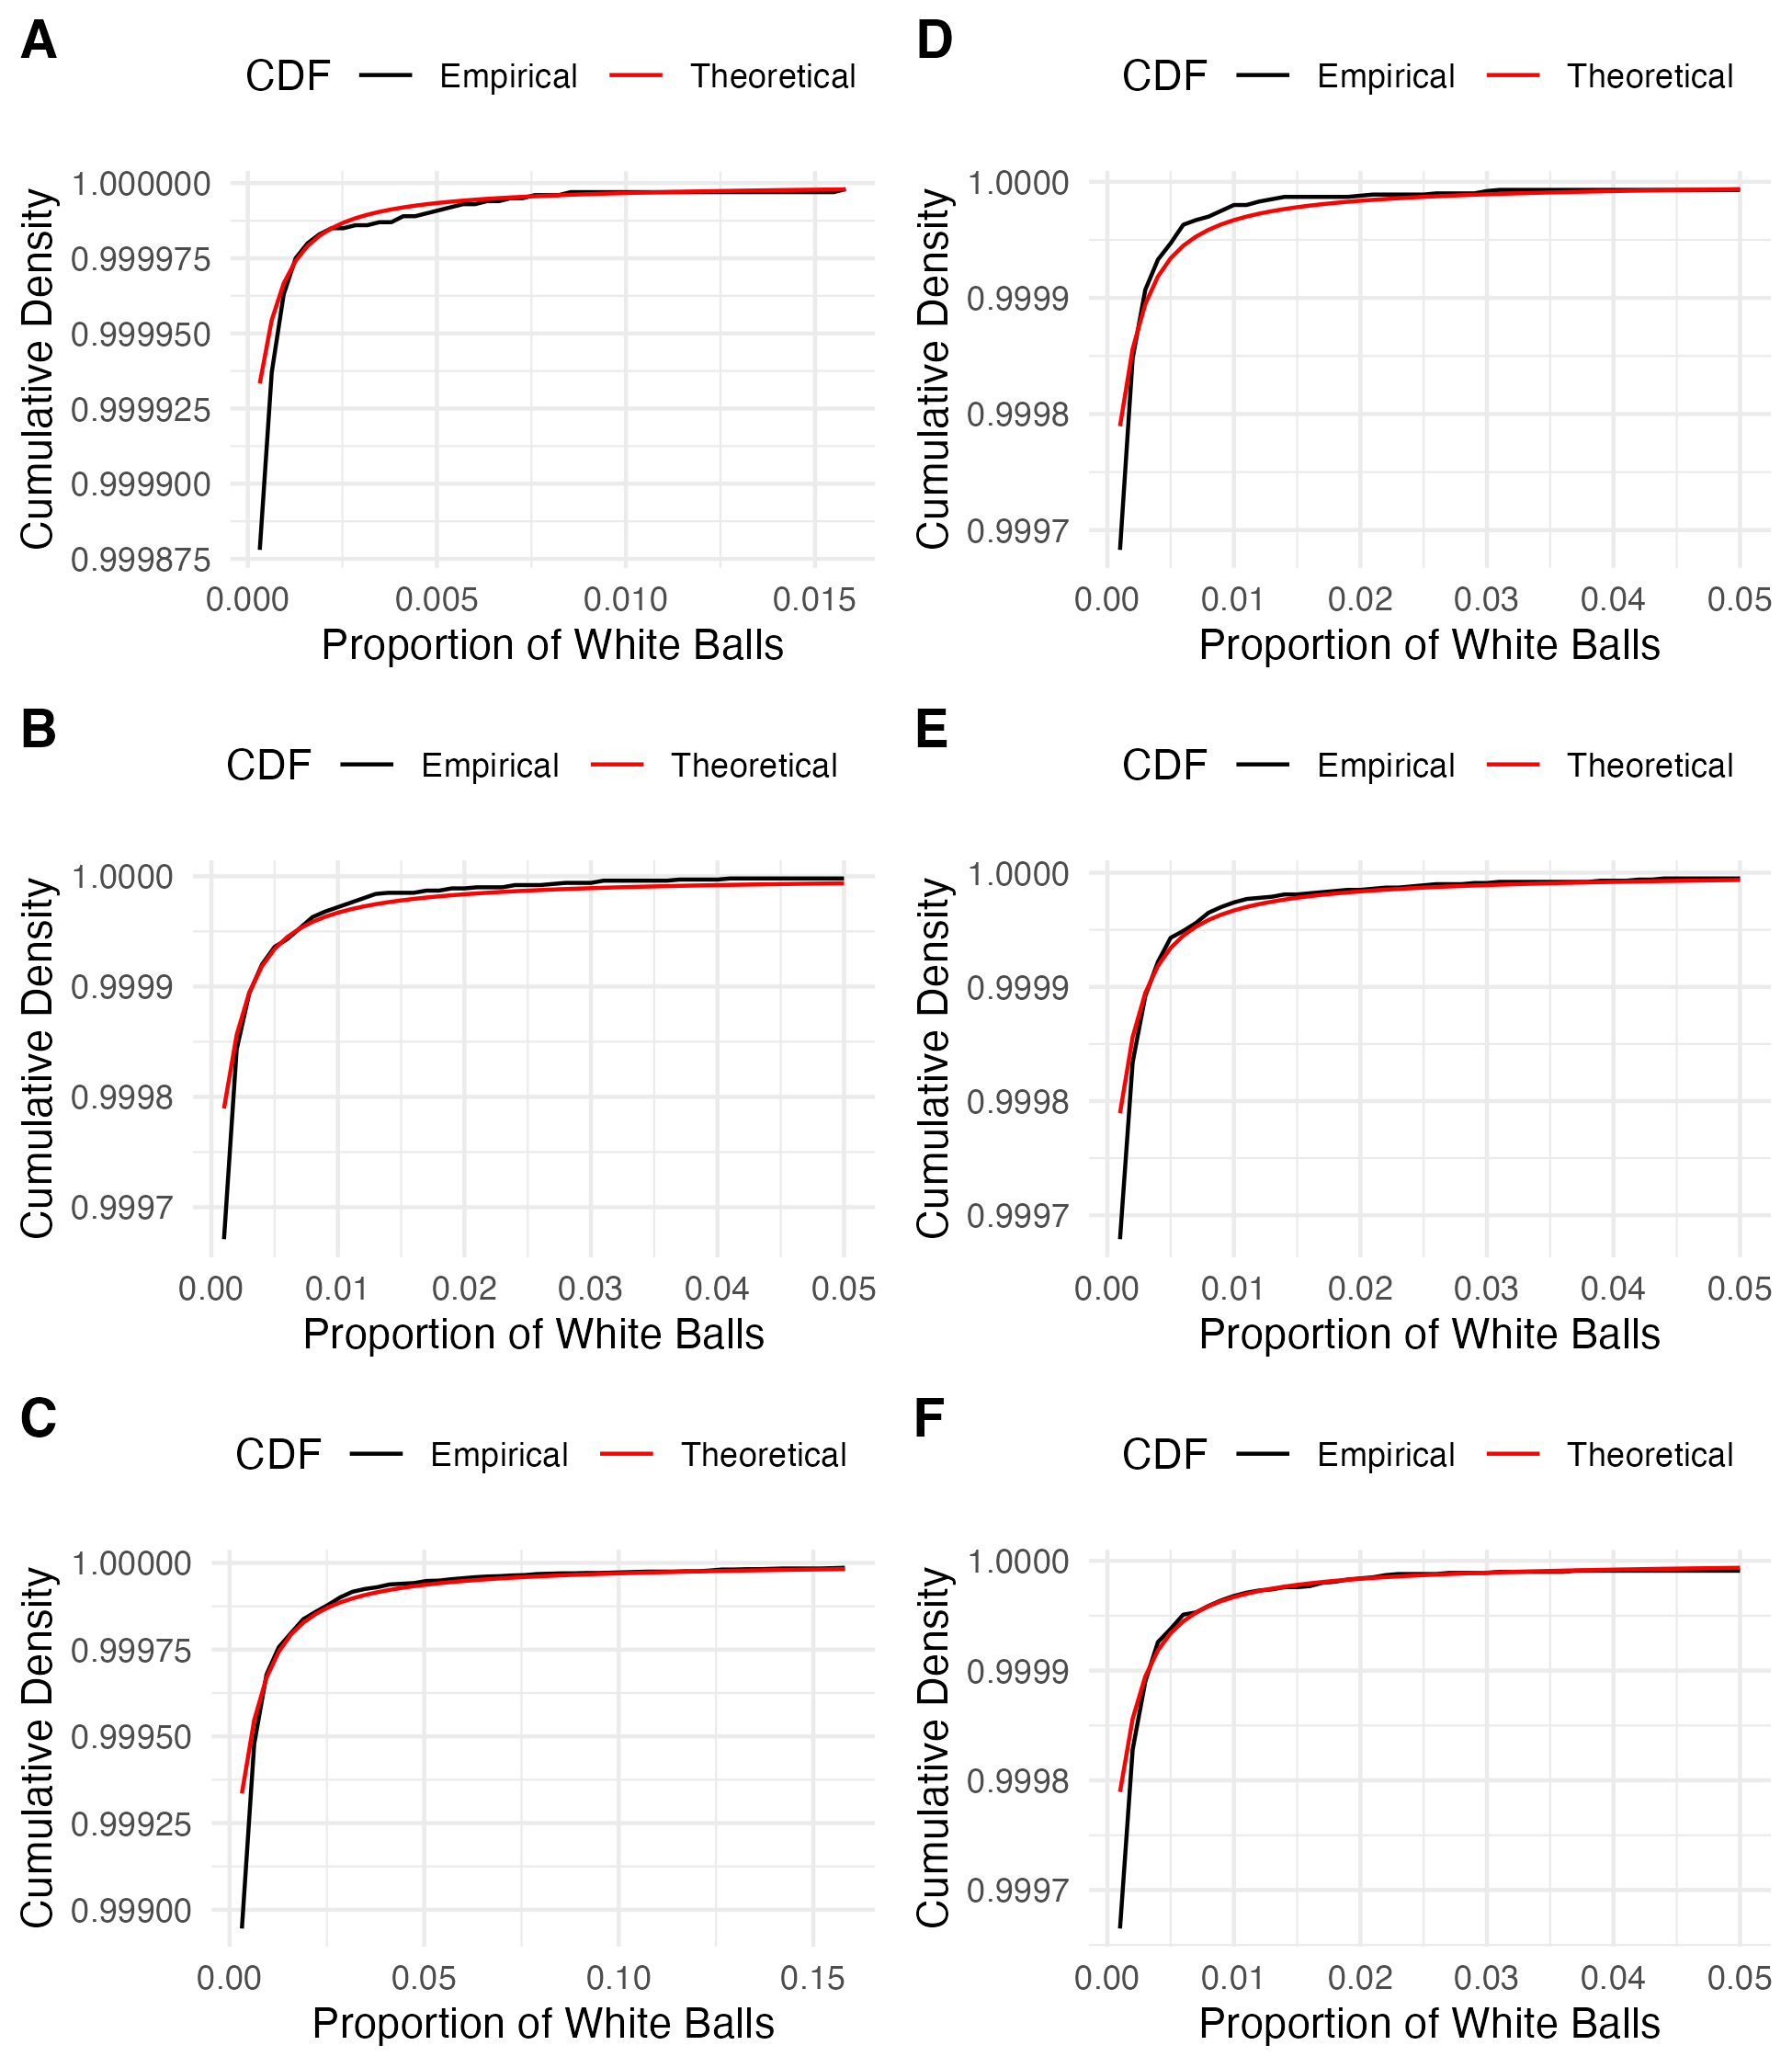 A
CDF Empirical Theoretical
Cumulative Density
1.000000
0.999975
0.999950
0.999925
0.999900
0.999875
0.000 0.005 0.010 0.015
Proportion of White Balls
B
CDF Empirical Theoretical
Cumulative Density
1.0000
0.9999
0.9998
0.9997
0.00 0.01 0.02 0.03 0.04 0.05
Proportion of White Balls
C
CDF Empirical Theoretical
Cumulative Density
1.00000
0.99975
0.99950
0.99925
0.99900
0.00 0.05 0.10 0.15
Proportion of White Balls
D
CDF Empirical Theoretical
Cumulative Density
1.0000
0.9999
0.9998
0.9997
0.00 0.01 0.02 0.03 0.04 0.05
Proportion of White Balls
E
CDF Empirical Theoretical
Cumulative Density
1.0000
0.9999
0.9998
0.9997
0.00 0.01 0.02 0.03 0.04 0.05
Proportion of White Balls
F
CDF Empirical Theoretical
Cumulative Density
1.0000
0.9999
0.9998
0.9997
0.00 0.01 0.02 0.03 0.04 0.05
Proportion of White Balls